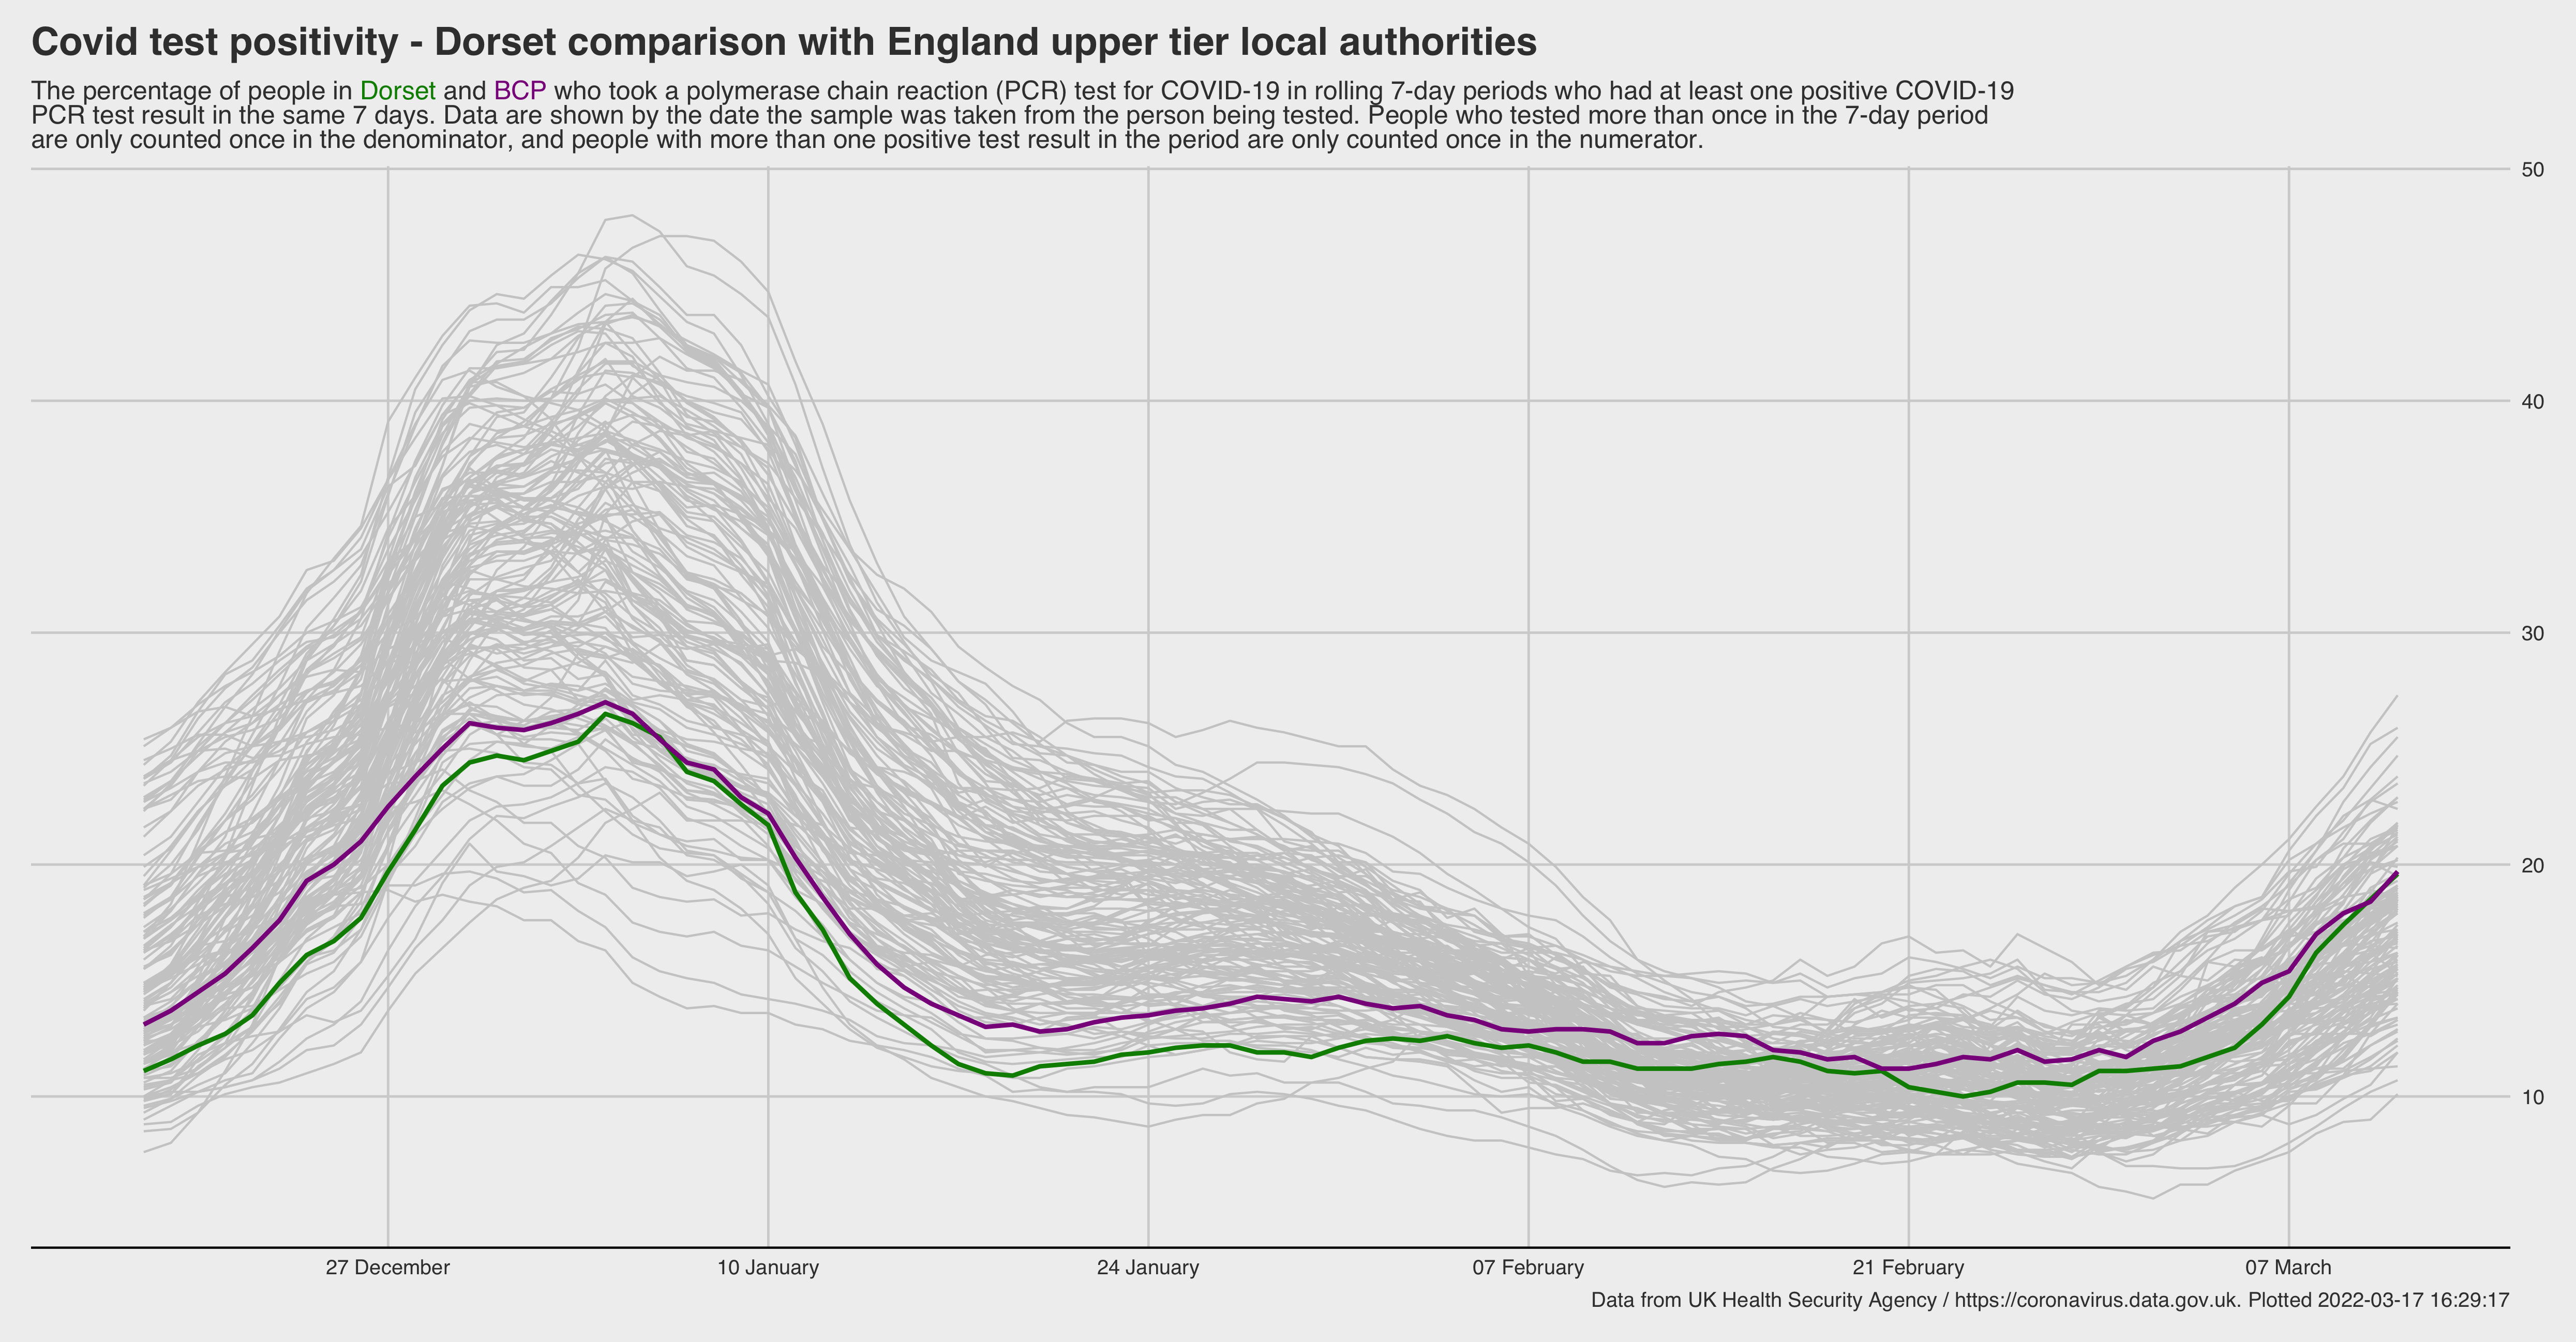 Covid test positivity - Dorset comparison with England upper tier local authorities
The percentage of people in Dorset and BCP who took a polymerase chain reaction (PCR) test for COVID-19 in rolling 7-day periods who had at least one positive COVID-19
PCR test result in the same 7 days. Data are shown by the date the sample was taken from the person being tested. People who tested more than once in the 7-day period
are only counted once in the denominator, and people with more than one positive test result in the period are only counted once in the numerator.
50
40
30
20
10
27 December
10 January
24 January
07 February
21 February
07 March
Data from UK Health Security Agency / https://coronavirus.data.gov.uk. Plotted 2022-03-17 16:29:17